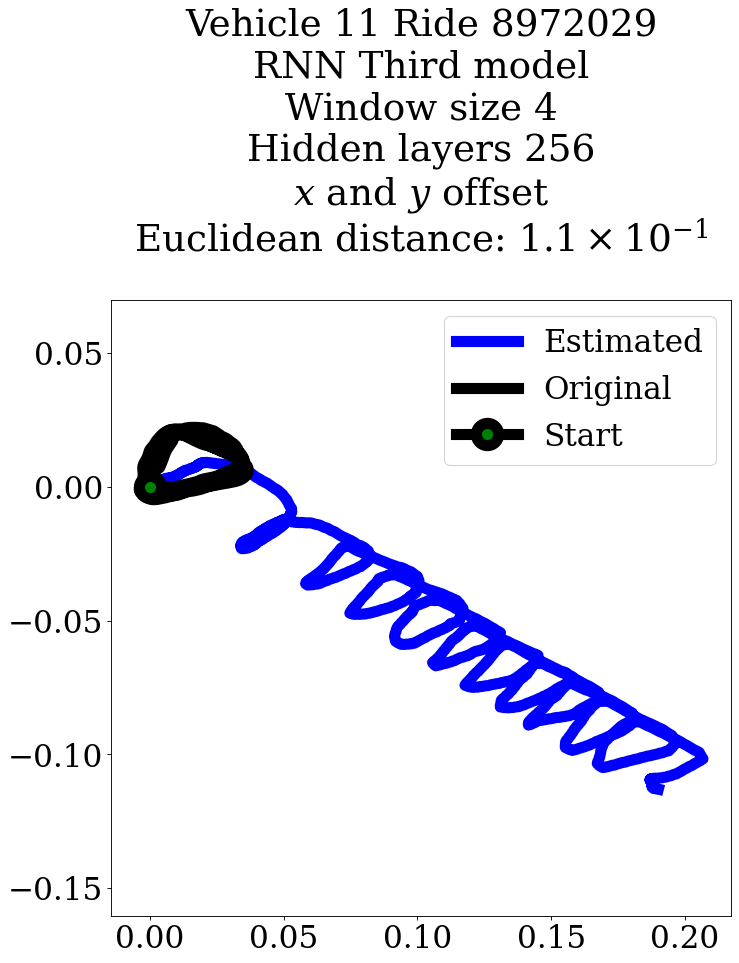 Vehicle 11 Ride 8972029
RNN Third model
Window size 4
Hidden layers 256
x and y offset
Euclidean distance: 1.1 × 10⁻¹
Estimated
Original
Start
0.05
0.00
−0.05
−0.10
−0.15
0.00 0.05 0.10 0.15 0.20